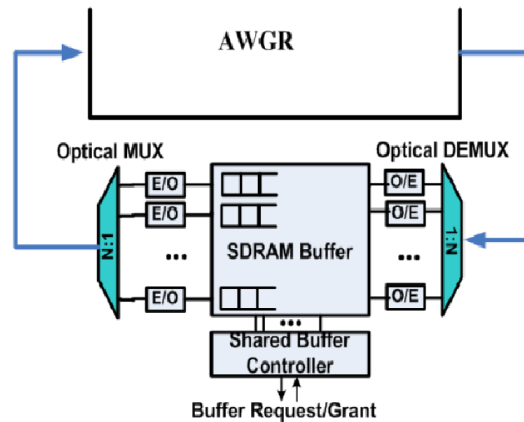 AWGR
Optical MUX
Optical DEMUX
E/O
O/E
E/O
O/E
N:1
SDRAM Buffer
1:N
...
...
E/O
O/E
...
Shared Buffer
Controller
Buffer Request/Grant